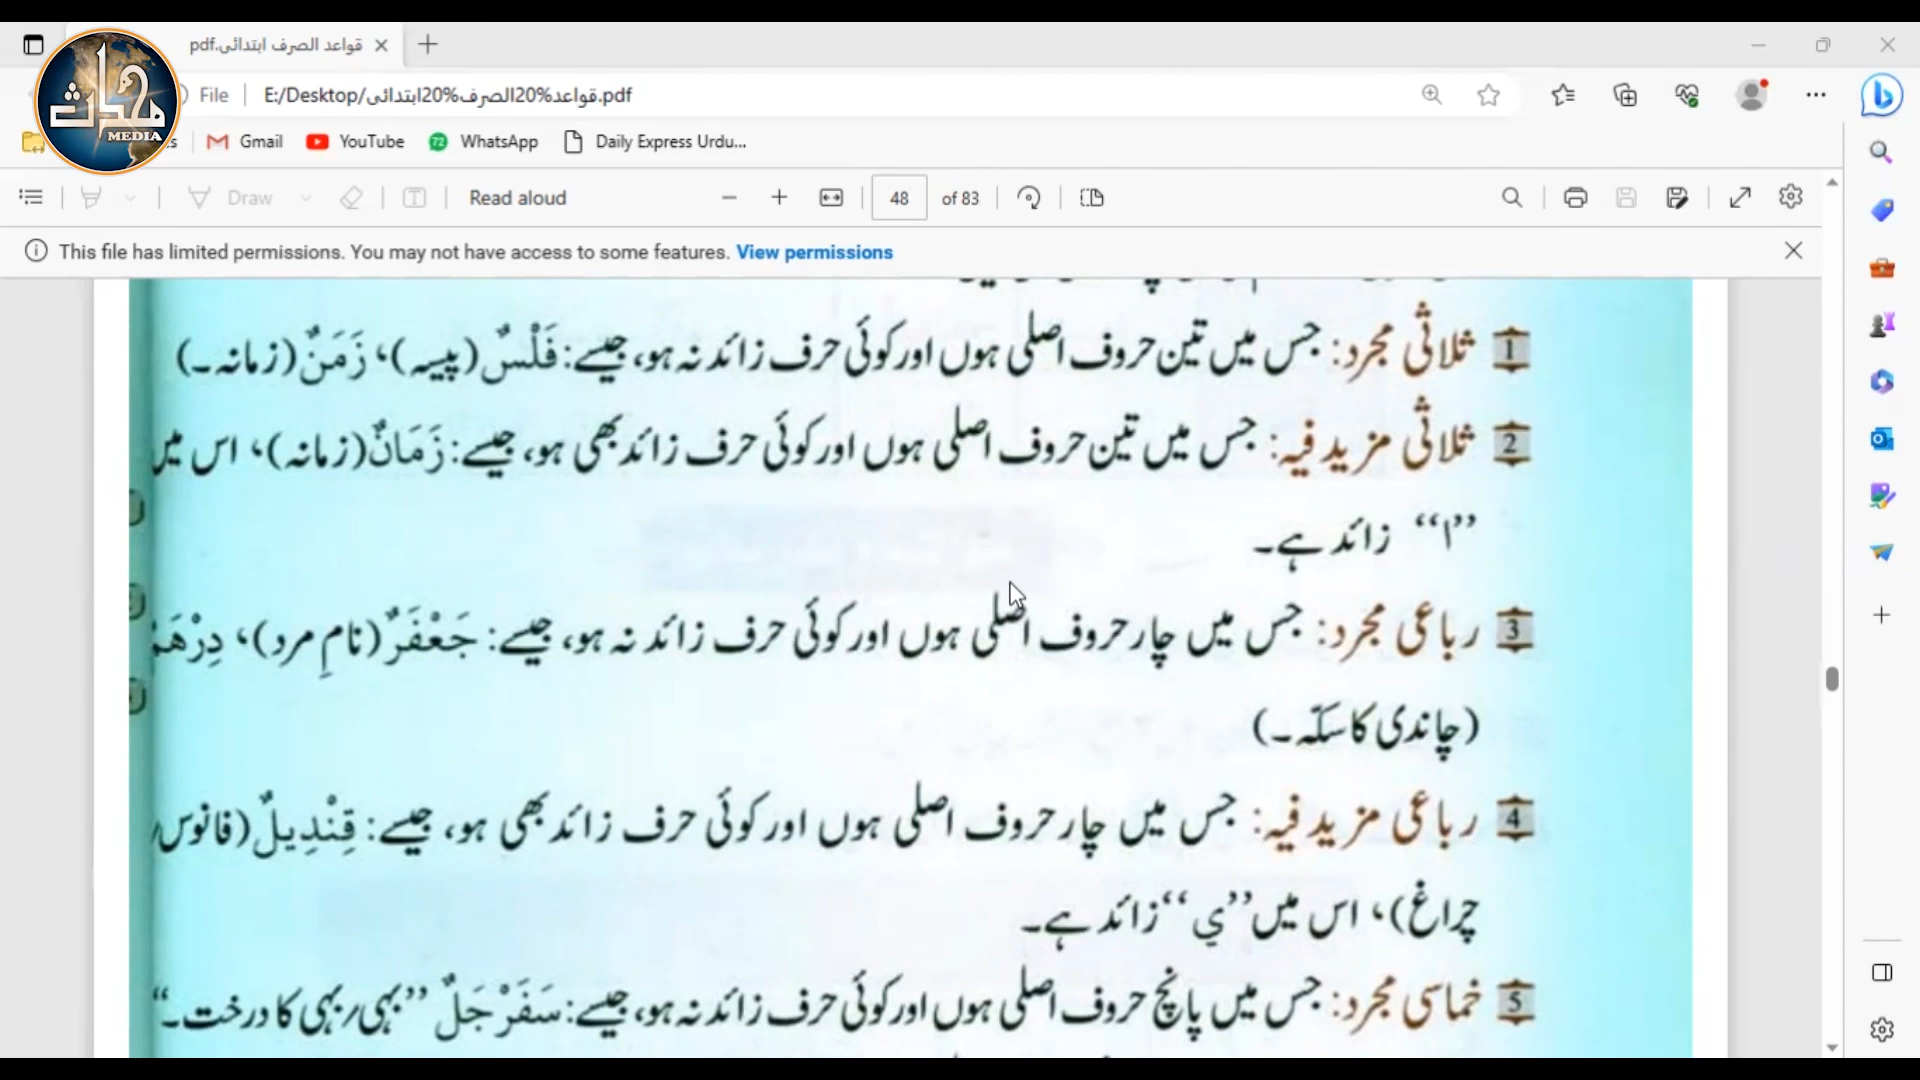 قواعد الصرف ابتدائی.pdf
File
E:/Desktop/قواعد%20الصرف%20ابتدائی.pdf
محدث
MEDIA
Gmail
YouTube
72
WhatsApp
Daily Express Urdu...
Draw
Read aloud
48
of 83
This file has limited permissions. You may not have access to some features. View permissions
1 ثلاثی مجرد: جس میں تین حروف اصلی ہوں اور کوئی حرف زائد نہ ہو، جیسے: فَلْسٌ (پیسہ)، زَمَنٌ (زمانہ۔)
2 ثلاثی مزید فیہ: جس میں تین حروف اصلی ہوں اور کوئی حرف زائد بھی ہو، جیسے: زَمَانٌ (زمانہ)، اس میں
”ا“ زائد ہے۔
3 رباعی مجرد: جس میں چار حروف اصلی ہوں اور کوئی حرف زائد نہ ہو، جیسے: جَعْفَرٌ (نامِ مرد)، دِرْهَمٌ
(چاندی کا سکّہ۔)
4 رباعی مزید فیہ: جس میں چار حروف اصلی ہوں اور کوئی حرف زائد بھی ہو، جیسے: قِنْدِيلٌ (فانوس/
چراغ)، اس میں ”ي“ زائد ہے۔
5 خماسی مجرد: جس میں پانچ حروف اصلی ہوں اور کوئی حرف زائد نہ ہو، جیسے: سَفَرْجَلٌ ”بہی/بہی کا درخت۔“